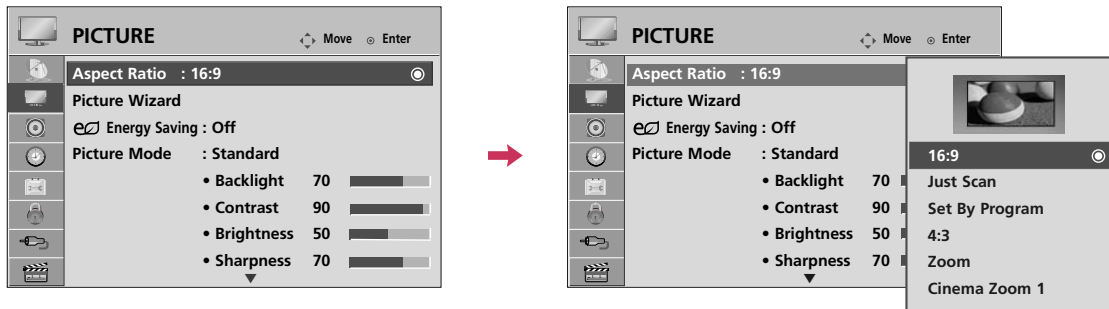 PICTURE
Move
Enter
Aspect Ratio : 16:9
Picture Wizard
Energy Saving : Off
Picture Mode : Standard
• Backlight 70
• Contrast 90
• Brightness 50
• Sharpness 70
PICTURE
Move
Enter
Aspect Ratio : 16:9
Picture Wizard
Energy Saving : Off
Picture Mode : Standard
• Backlight 70
• Contrast 90
• Brightness 50
• Sharpness 70
16:9
Just Scan
Set By Program
4:3
Zoom
Cinema Zoom 1